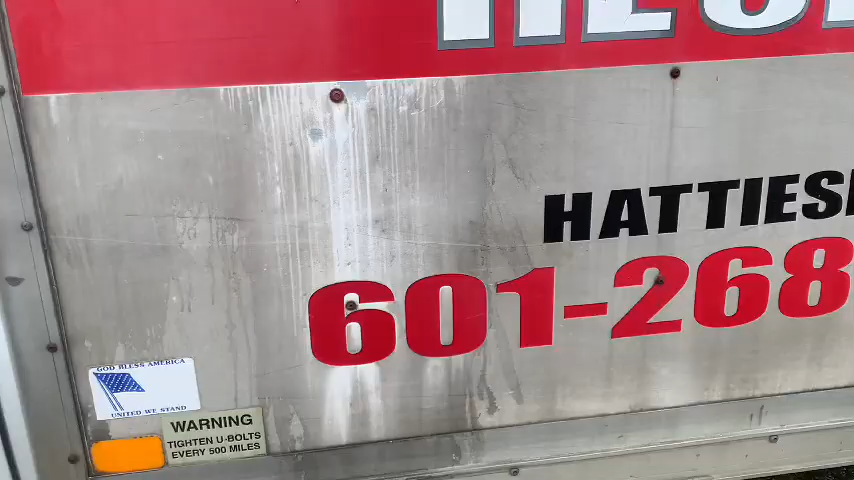 HATTIES
601-268
GOD BLESS AMERICA
UNITED WE STAND
WARNING
TIGHTEN U-BOLTS
EVERY 500 MILES